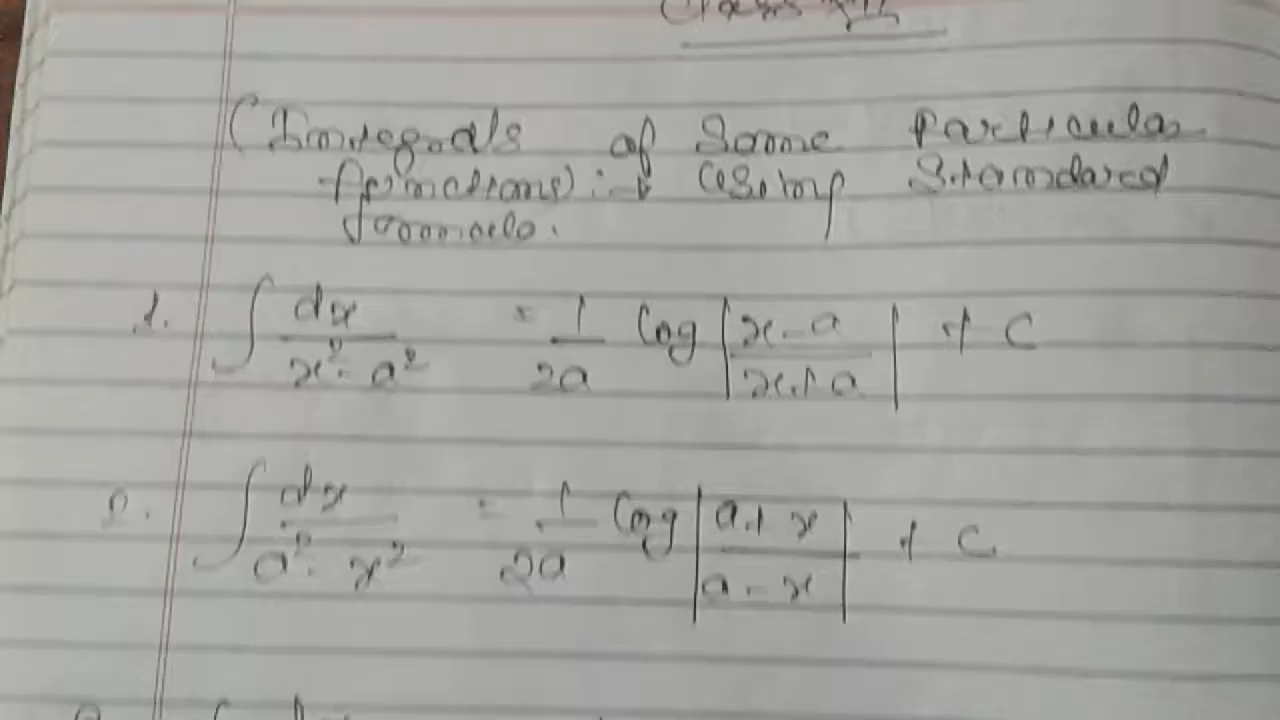 (Integrals of Some Particular
functions) :→ Using Standard
formula.
1. ∫ dx / x² - a² = 1 / 2a log | x - a / x + a | + C
2. ∫ dx / a² - x² = 1 / 2a log | a + x / a - x | + C